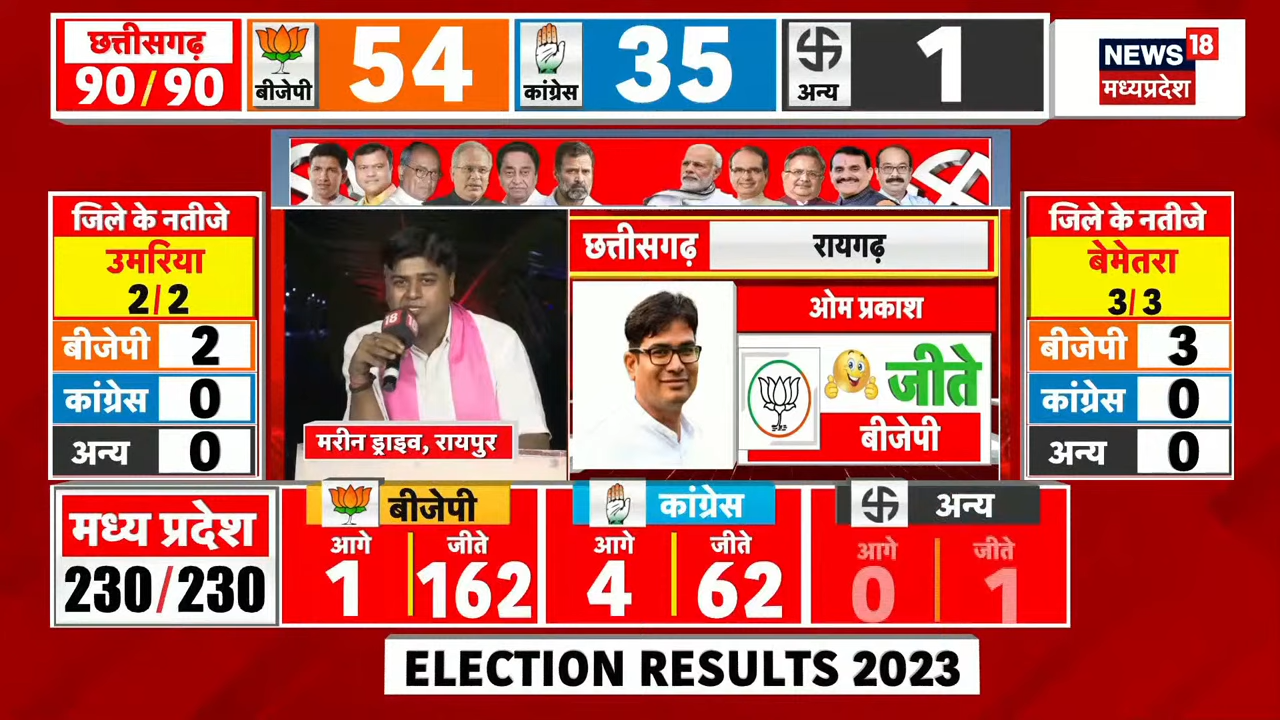 छत्तीसगढ़
90/90
बीजेपी
54
कांग्रेस
35
अन्य
1
NEWS 18
मध्यप्रदेश
जिले के नतीजे
उमरिया
2/2
बीजेपी 2
कांग्रेस 0
अन्य 0
18
मरीन ड्राइव, रायपुर
छत्तीसगढ़ रायगढ़
ओम प्रकाश
जीते
बीजेपी
जिले के नतीजे
बेमेतरा
3/3
बीजेपी 3
कांग्रेस 0
अन्य 0
मध्य प्रदेश
230/230
बीजेपी
आगे जीते
1 162
कांग्रेस
आगे जीते
4 62
अन्य
आगे जीते
0 1
ELECTION RESULTS 2023